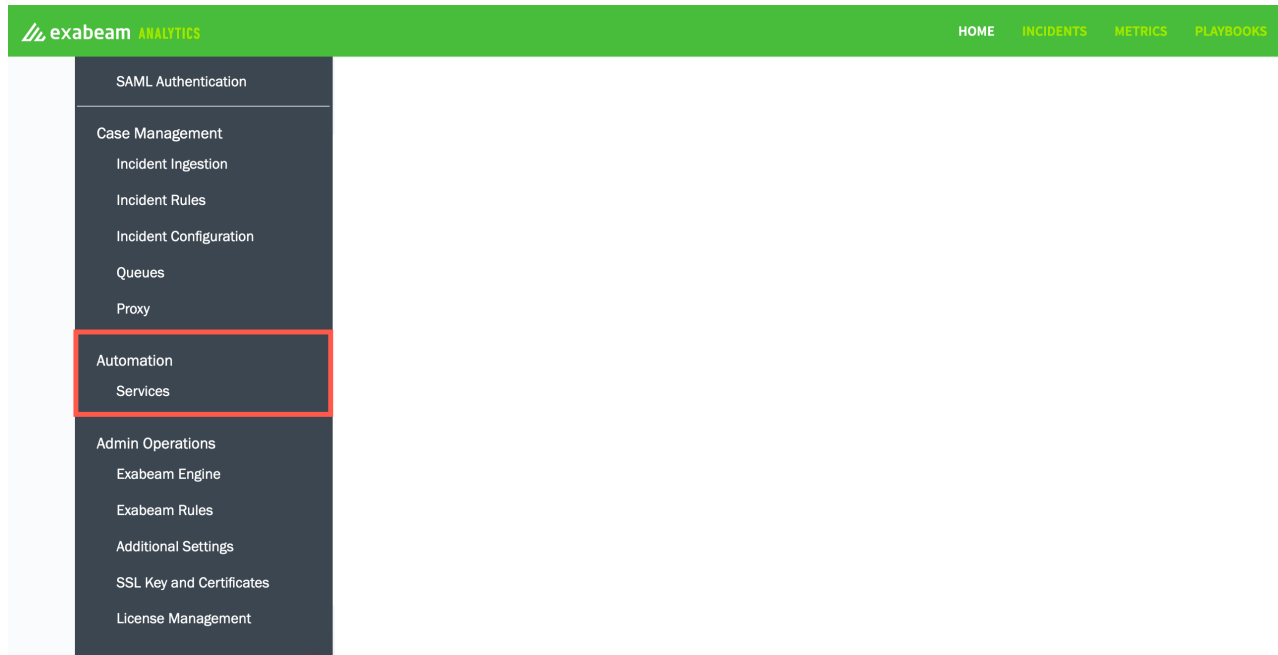 exabeam ANALYTICS
HOME INCIDENTS METRICS PLAYBOOKS
SAML Authentication
Case Management
Incident Ingestion
Incident Rules
Incident Configuration
Queues
Proxy
Automation
Services
Admin Operations
Exabeam Engine
Exabeam Rules
Additional Settings
SSL Key and Certificates
License Management